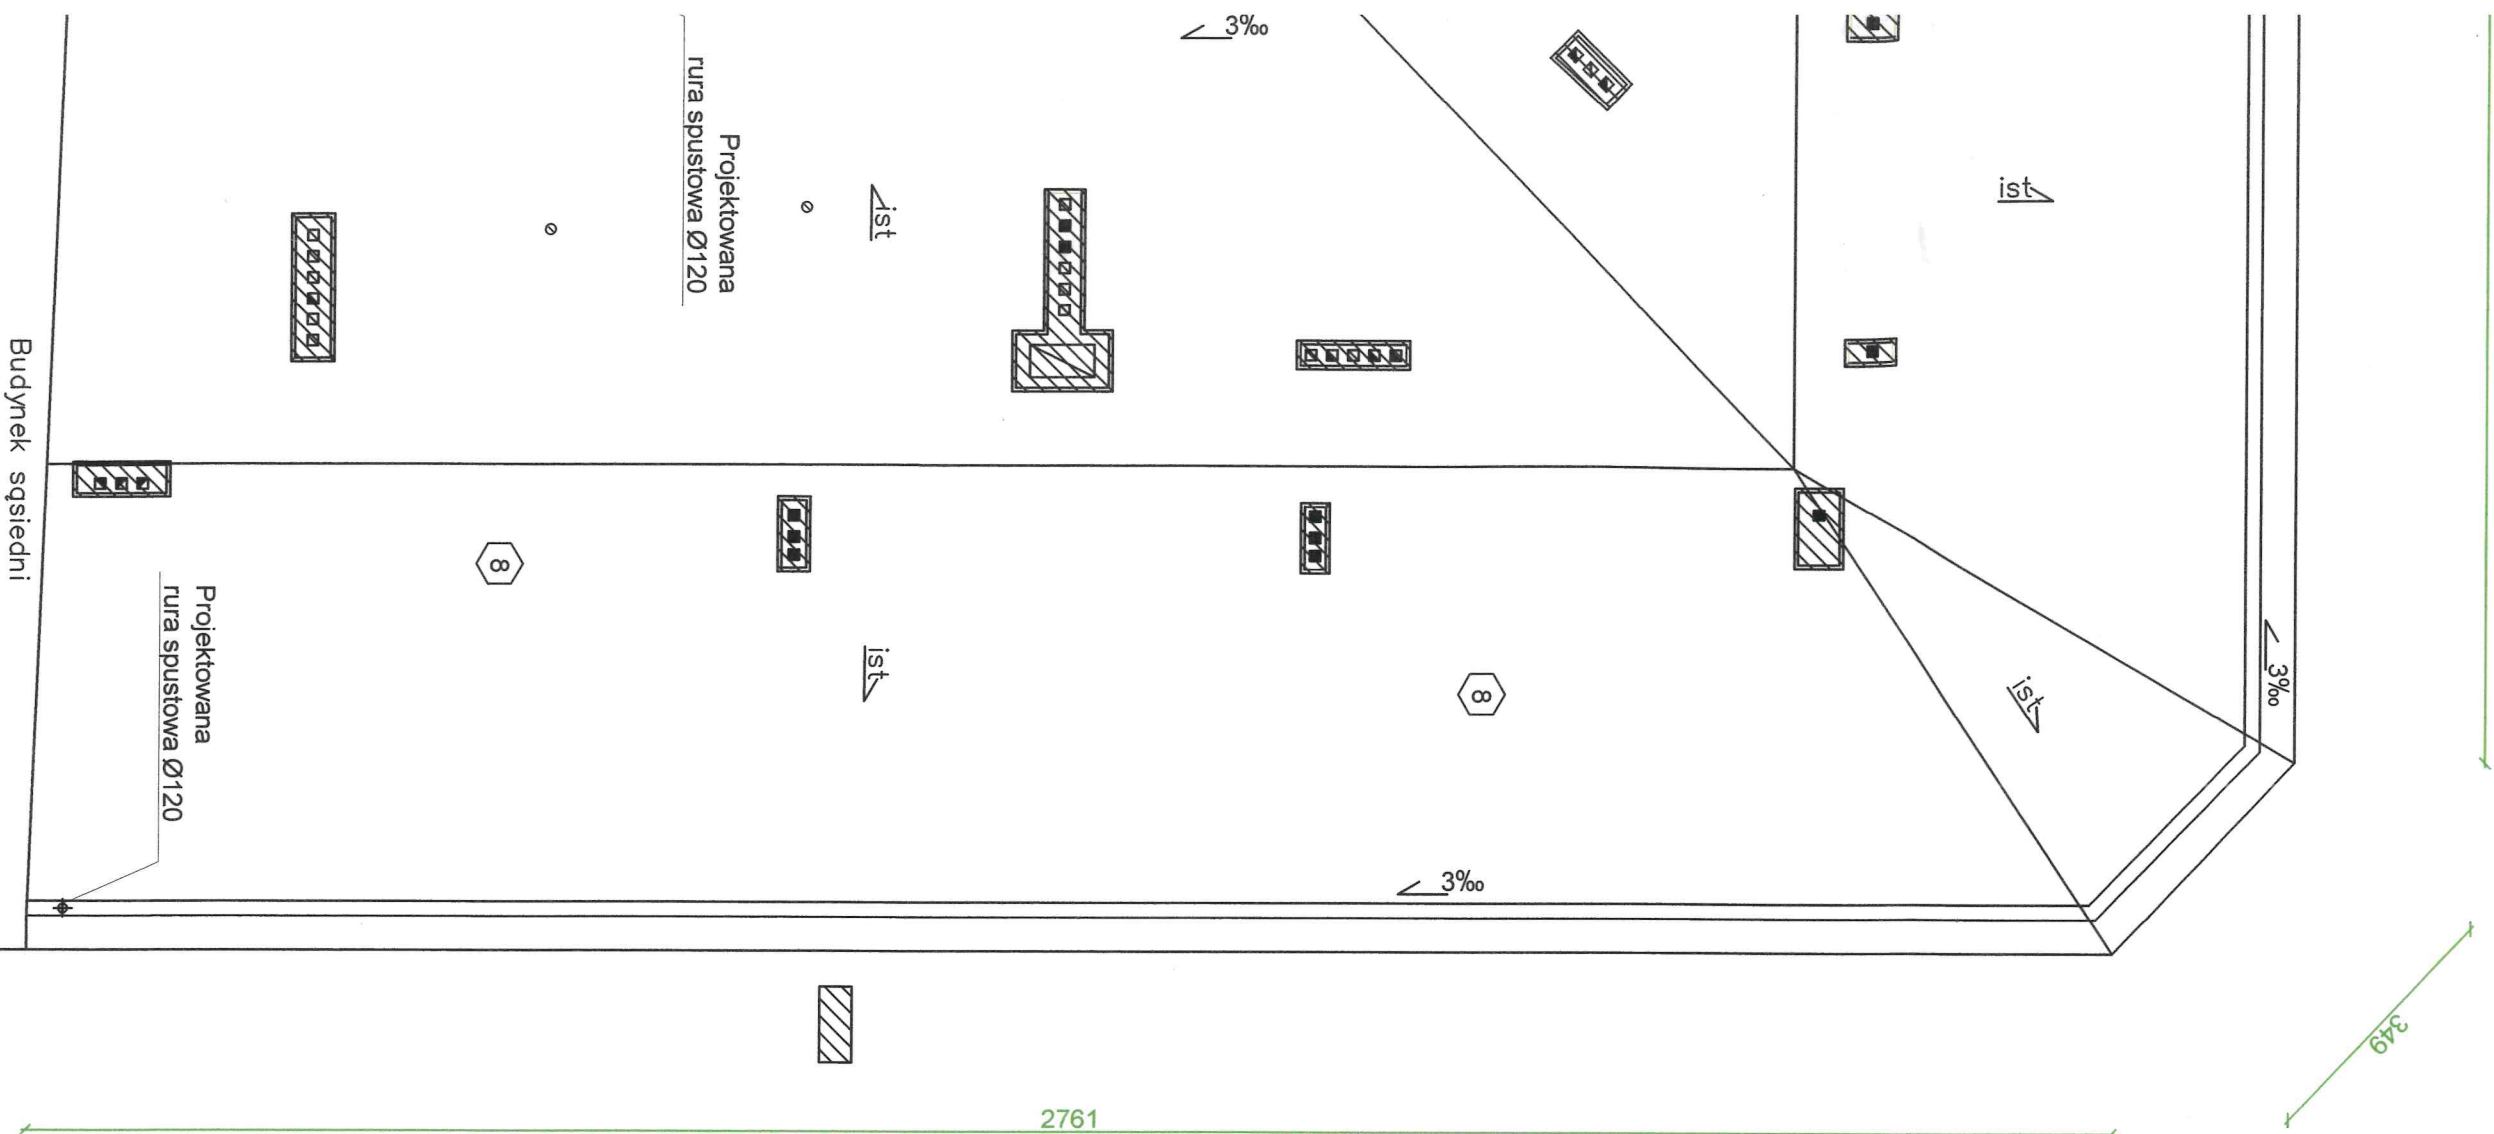 3‰
Projektowana
rura spustowa Ø120
ist
ist
Budynek sąsiedni
8
Projektowana
rura spustowa Ø120
ist
8
ist
3‰
3‰
349
2761